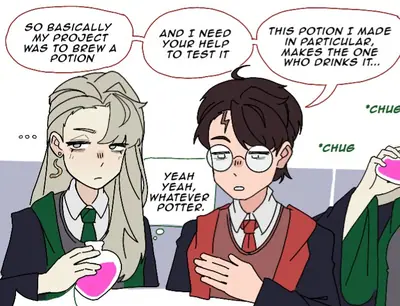 SO BASICALLY
MY PROJECT
WAS TO BREW A
POTION
AND I NEED
YOUR HELP
TO TEST IT
THIS POTION I MADE
IN PARTICULAR,
MAKES THE ONE
WHO DRINKS IT...
...
YEAH
YEAH,
WHATEVER
POTTER.
*CHUG
*CHUG